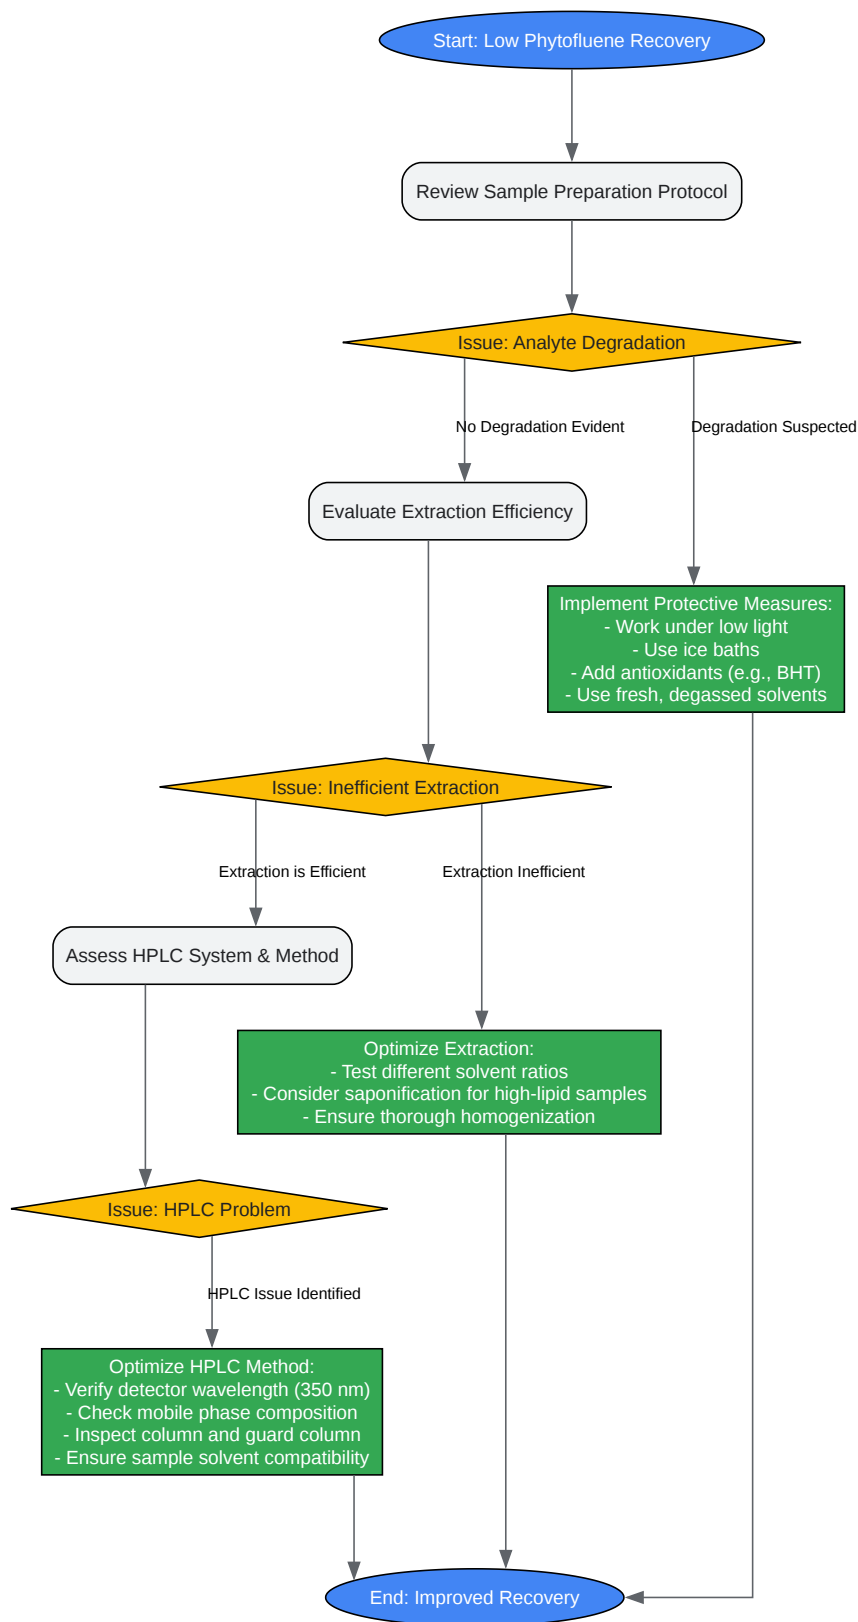 Start: Low Phytofluene Recovery
Review Sample Preparation Protocol
Issue: Analyte Degradation
No Degradation Evident
Degradation Suspected
Evaluate Extraction Efficiency
Implement Protective Measures:
- Work under low light
- Use ice baths
- Add antioxidants (e.g., BHT)
- Use fresh, degassed solvents
Issue: Inefficient Extraction
Extraction is Efficient
Extraction Inefficient
Assess HPLC System & Method
Optimize Extraction:
- Test different solvent ratios
- Consider saponification for high-lipid samples
- Ensure thorough homogenization
Issue: HPLC Problem
HPLC Issue Identified
Optimize HPLC Method:
- Verify detector wavelength (350 nm)
- Check mobile phase composition
- Inspect column and guard column
- Ensure sample solvent compatibility
End: Improved Recovery